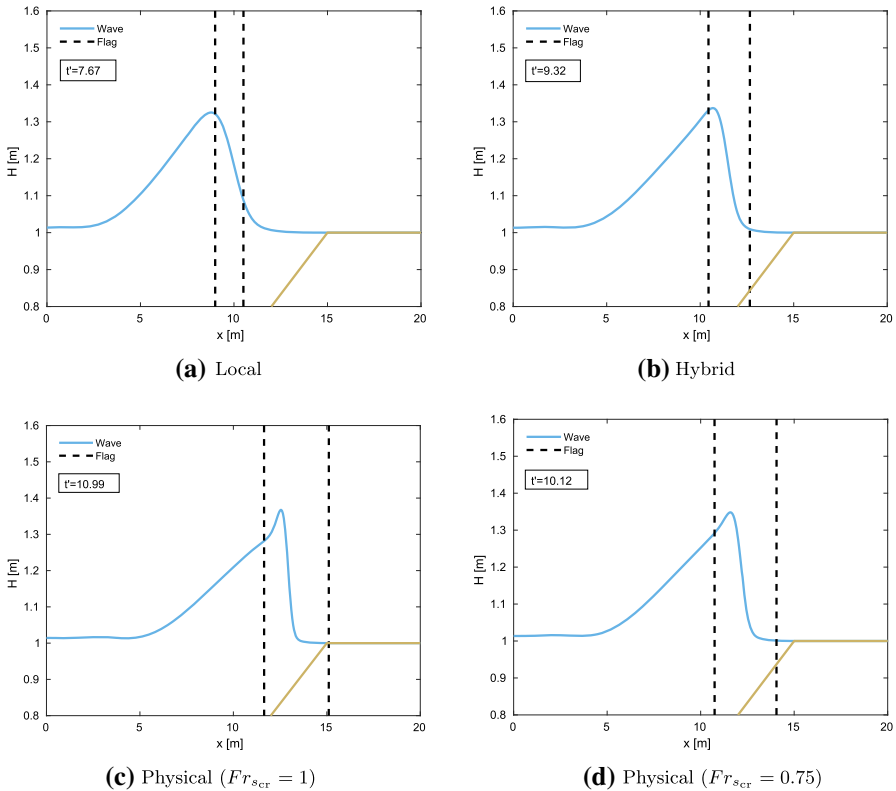 1.6
1.5
1.4
1.3
1.2
1.1
1
0.9
0.8
H [m]
Wave
Flag
t'=7.67
0 5 10 15 20
x [m]
(a) Local
1.6
1.5
1.4
1.3
1.2
1.1
1
0.9
0.8
H [m]
Wave
Flag
t'=9.32
0 5 10 15 20
x [m]
(b) Hybrid
1.6
1.5
1.4
1.3
1.2
1.1
1
0.9
0.8
H [m]
Wave
Flag
t'=10.99
0 5 10 15 20
x [m]
(c) Physical (Fr_{s_{cr}} = 1)
1.6
1.5
1.4
1.3
1.2
1.1
1
0.9
0.8
H [m]
Wave
Flag
t'=10.12
0 5 10 15 20
x [m]
(d) Physical (Fr_{s_{cr}} = 0.75)